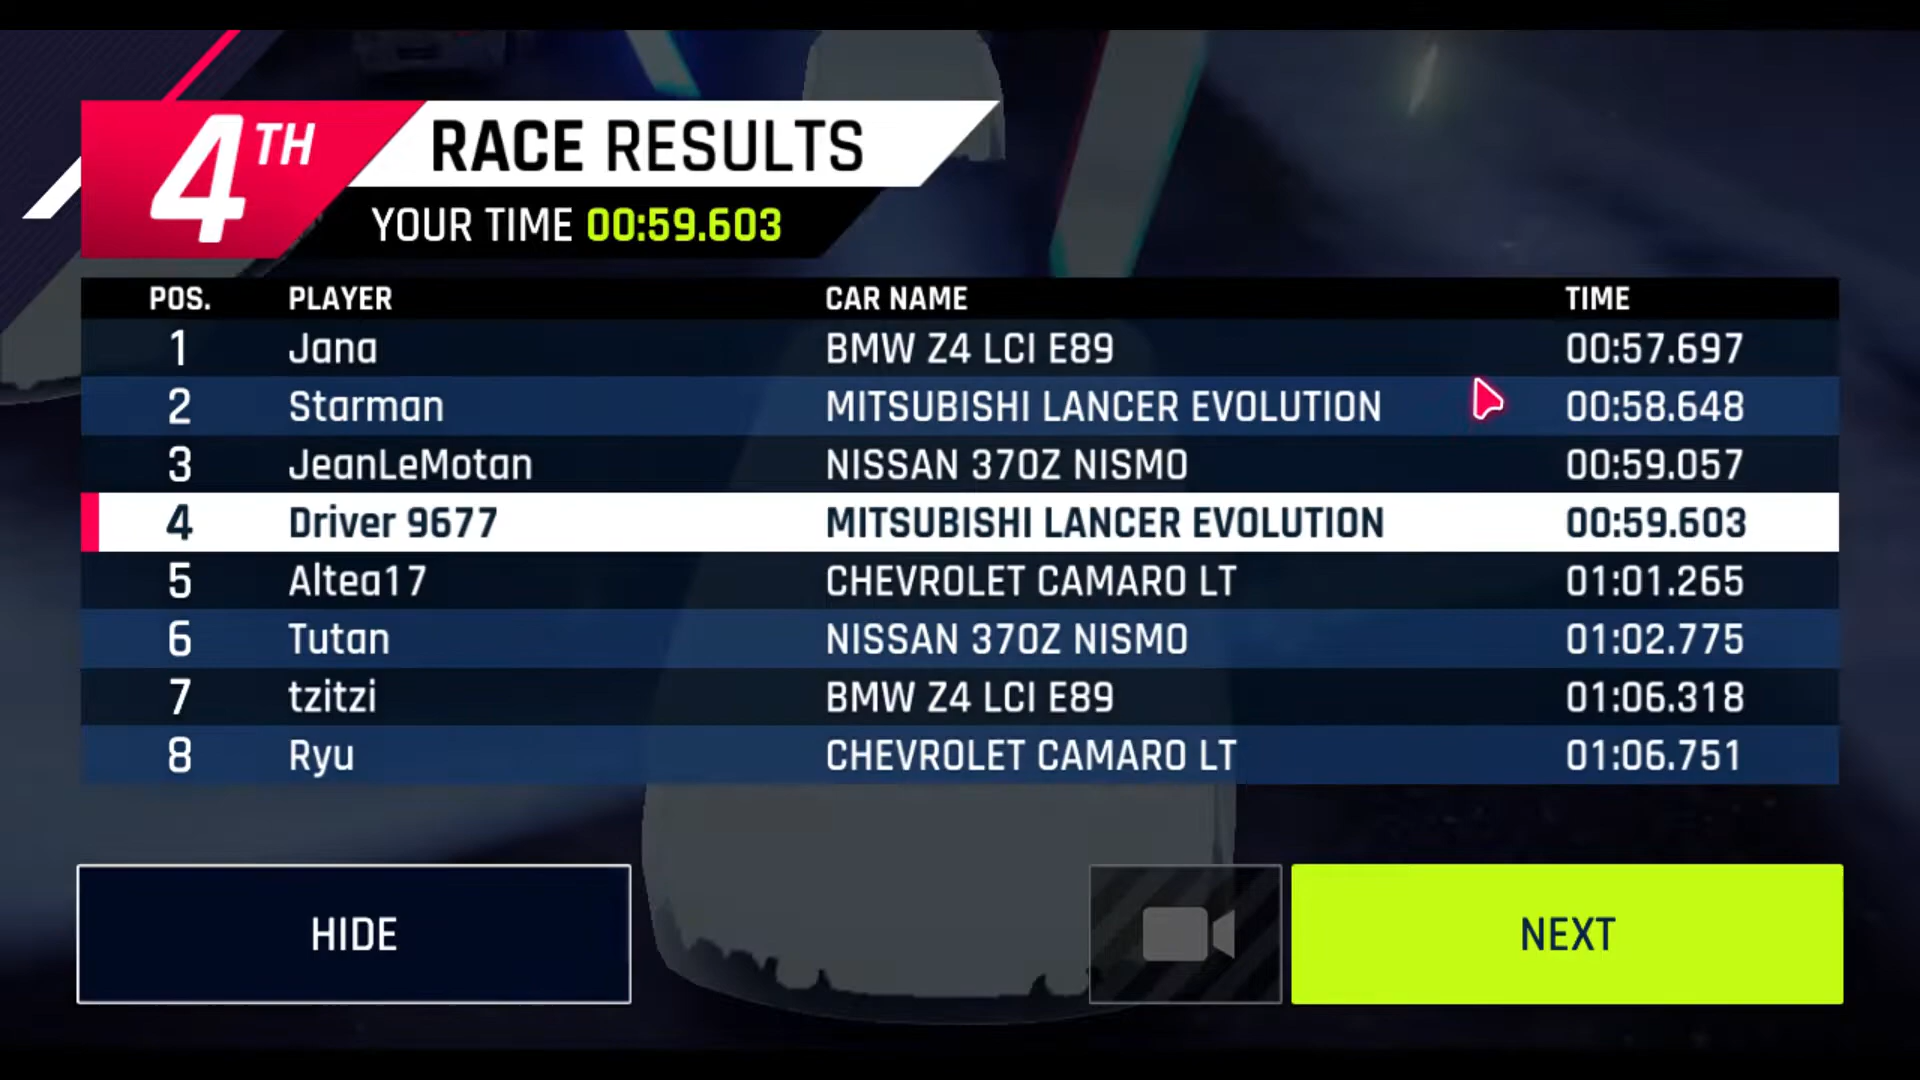 4TH
RACE RESULTS
YOUR TIME 00:59.603
POS. PLAYER CAR NAME TIME
1 Jana BMW Z4 LCI E89 00:57.697
2 Starman MITSUBISHI LANCER EVOLUTION 00:58.648
3 JeanLeMotan NISSAN 370Z NISMO 00:59.057
4 Driver 9677 MITSUBISHI LANCER EVOLUTION 00:59.603
5 Altea17 CHEVROLET CAMARO LT 01:01.265
6 Tutan NISSAN 370Z NISMO 01:02.775
7 tzitzi BMW Z4 LCI E89 01:06.318
8 Ryu CHEVROLET CAMARO LT 01:06.751
HIDE NEXT